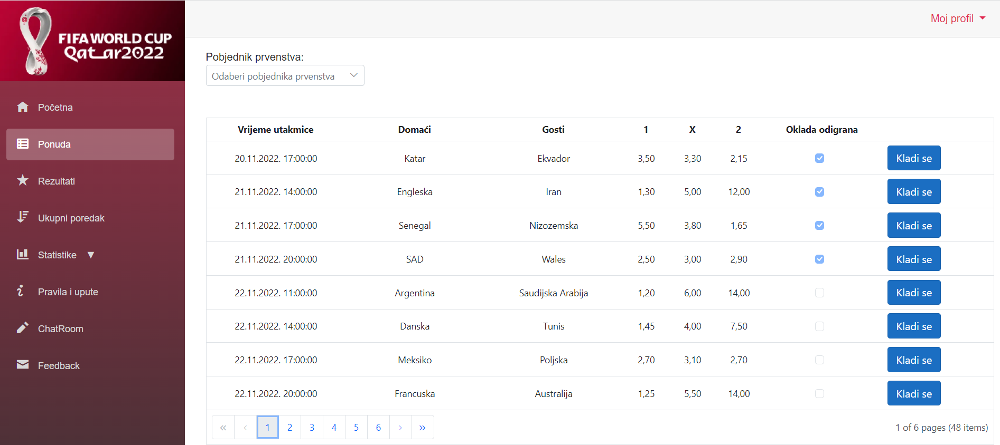 FIFA WORLD CUP
Qatar2022
Moj profil
Početna
Ponuda
Rezultati
Ukupni poredak
Statistike ▼
Pravila i upute
ChatRoom
Feedback
Pobjednik prvenstva:
Odaberi pobjednika prvenstva
Vrijeme utakmice Domaći Gosti 1 X 2 Oklada odigrana
20.11.2022. 17:00:00 Katar Ekvador 3,50 3,30 2,15 Kladi se
21.11.2022. 14:00:00 Engleska Iran 1,30 5,00 12,00 Kladi se
21.11.2022. 17:00:00 Senegal Nizozemska 5,50 3,80 1,65 Kladi se
21.11.2022. 20:00:00 SAD Wales 2,50 3,00 2,90 Kladi se
22.11.2022. 11:00:00 Argentina Saudijska Arabija 1,20 6,00 14,00 Kladi se
22.11.2022. 14:00:00 Danska Tunis 1,45 4,00 7,50 Kladi se
22.11.2022. 17:00:00 Meksiko Poljska 2,70 3,10 2,70 Kladi se
22.11.2022. 20:00:00 Francuska Australija 1,25 5,50 14,00 Kladi se
« ‹ 1 2 3 4 5 6 › » 1 of 6 pages (48 items)